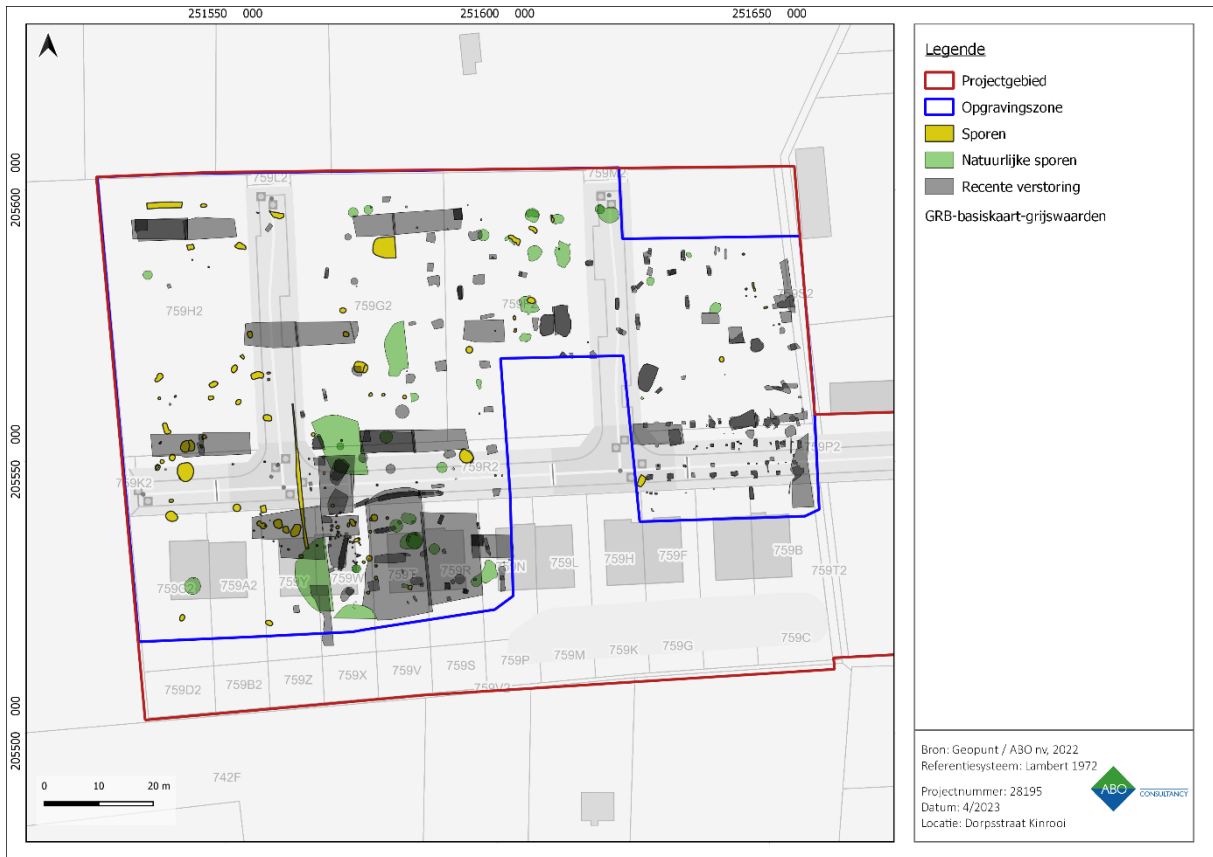 251550 000
251600 000
251650 000
205600 000
205550 000
205500 000
759L2
759M2
759H2
759G2
759S2
759R2
759P2
759K2
759A2
759Y
759W
759R
759N
759L
759H
759F
759B
759T2
759D2
759B2
759Z
759X
759V
759S
759P
759M
759K
759G
759C
759V2
742F
0 10 20 m
Legende
Projectgebied
Opgravingszone
Sporen
Natuurlijke sporen
Recente verstoring
GRB-basiskaart-grijswaarden
Bron: Geopunt / ABO nv, 2022
Referentiesysteem: Lambert 1972
Projectnummer: 28195
Datum: 4/2023
Locatie: Dorpsstraat Kinrooi
ABO
CONSULTANCY